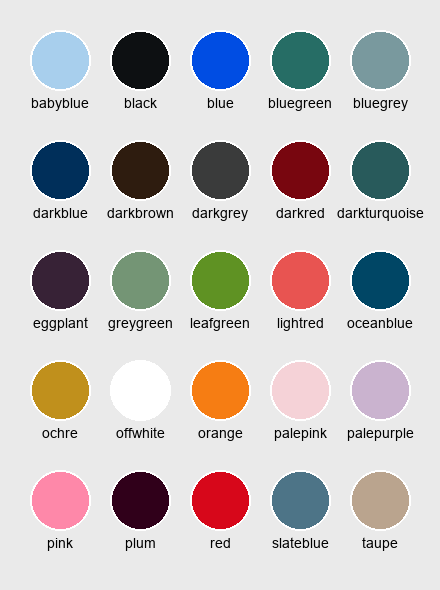 babyblue black blue bluegreen bluegrey
darkblue darkbrown darkgrey darkred darkturquoise
eggplant greygreen leafgreen lightred oceanblue
ochre offwhite orange palepink palepurple
pink plum red slateblue taupe